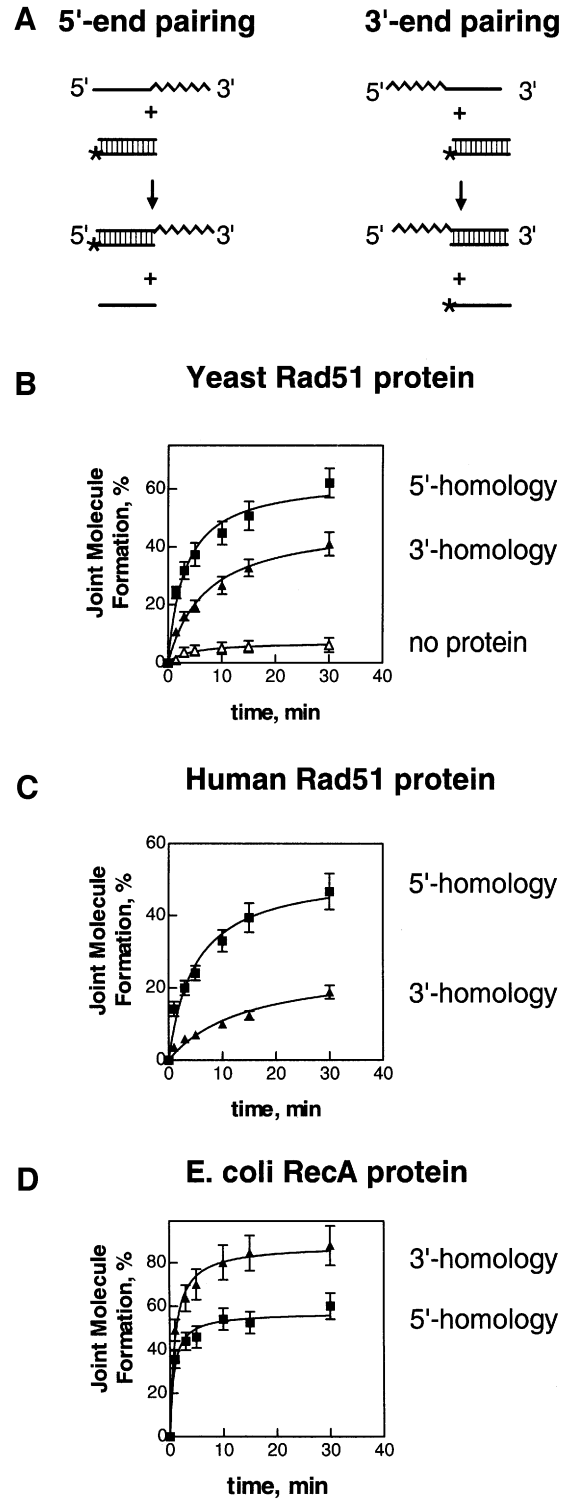 A 5'-end pairing 3'-end pairing
5' 3' 5' 3'
+ +
* *
5' 3' 5' 3'
*
+ +
*
B Yeast Rad51 protein
Joint Molecule
Formation, %
60
40
20
0
0 10 20 30 40
time, min
5'-homology
3'-homology
no protein
C Human Rad51 protein
Joint Molecule
Formation, %
60
40
20
0
0 10 20 30 40
time, min
5'-homology
3'-homology
D E. coli RecA protein
Joint Molecule
Formation, %
80
60
40
20
0
0 10 20 30 40
time, min
3'-homology
5'-homology